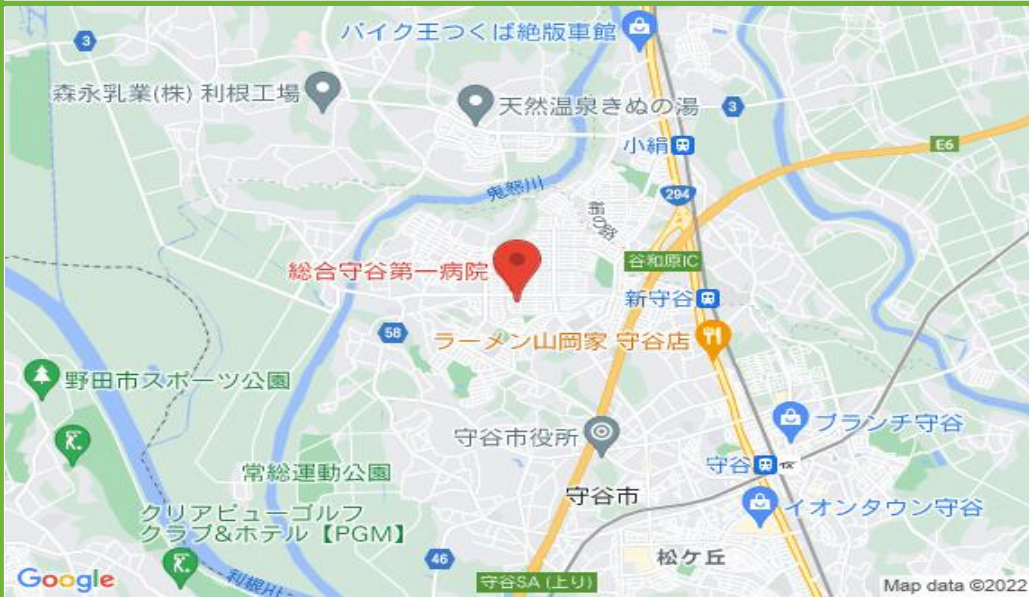 バイク王つくば絶版車館
3
森永乳業(株) 利根工場
天然温泉きぬの湯
3
小絹
E6
鬼怒川
294
絹の路
谷和原IC
総合守谷第一病院
新守谷
58
ラーメン山岡家 守谷店
野田市スポーツ公園
ブランチ守谷
守谷市役所
守谷
常総運動公園
守谷市
イオンタウン守谷
クリアビューゴルフ
クラブ&ホテル【PGM】
46
松ケ丘
Google
利根川
守谷SA (上り)
Map data ©2022